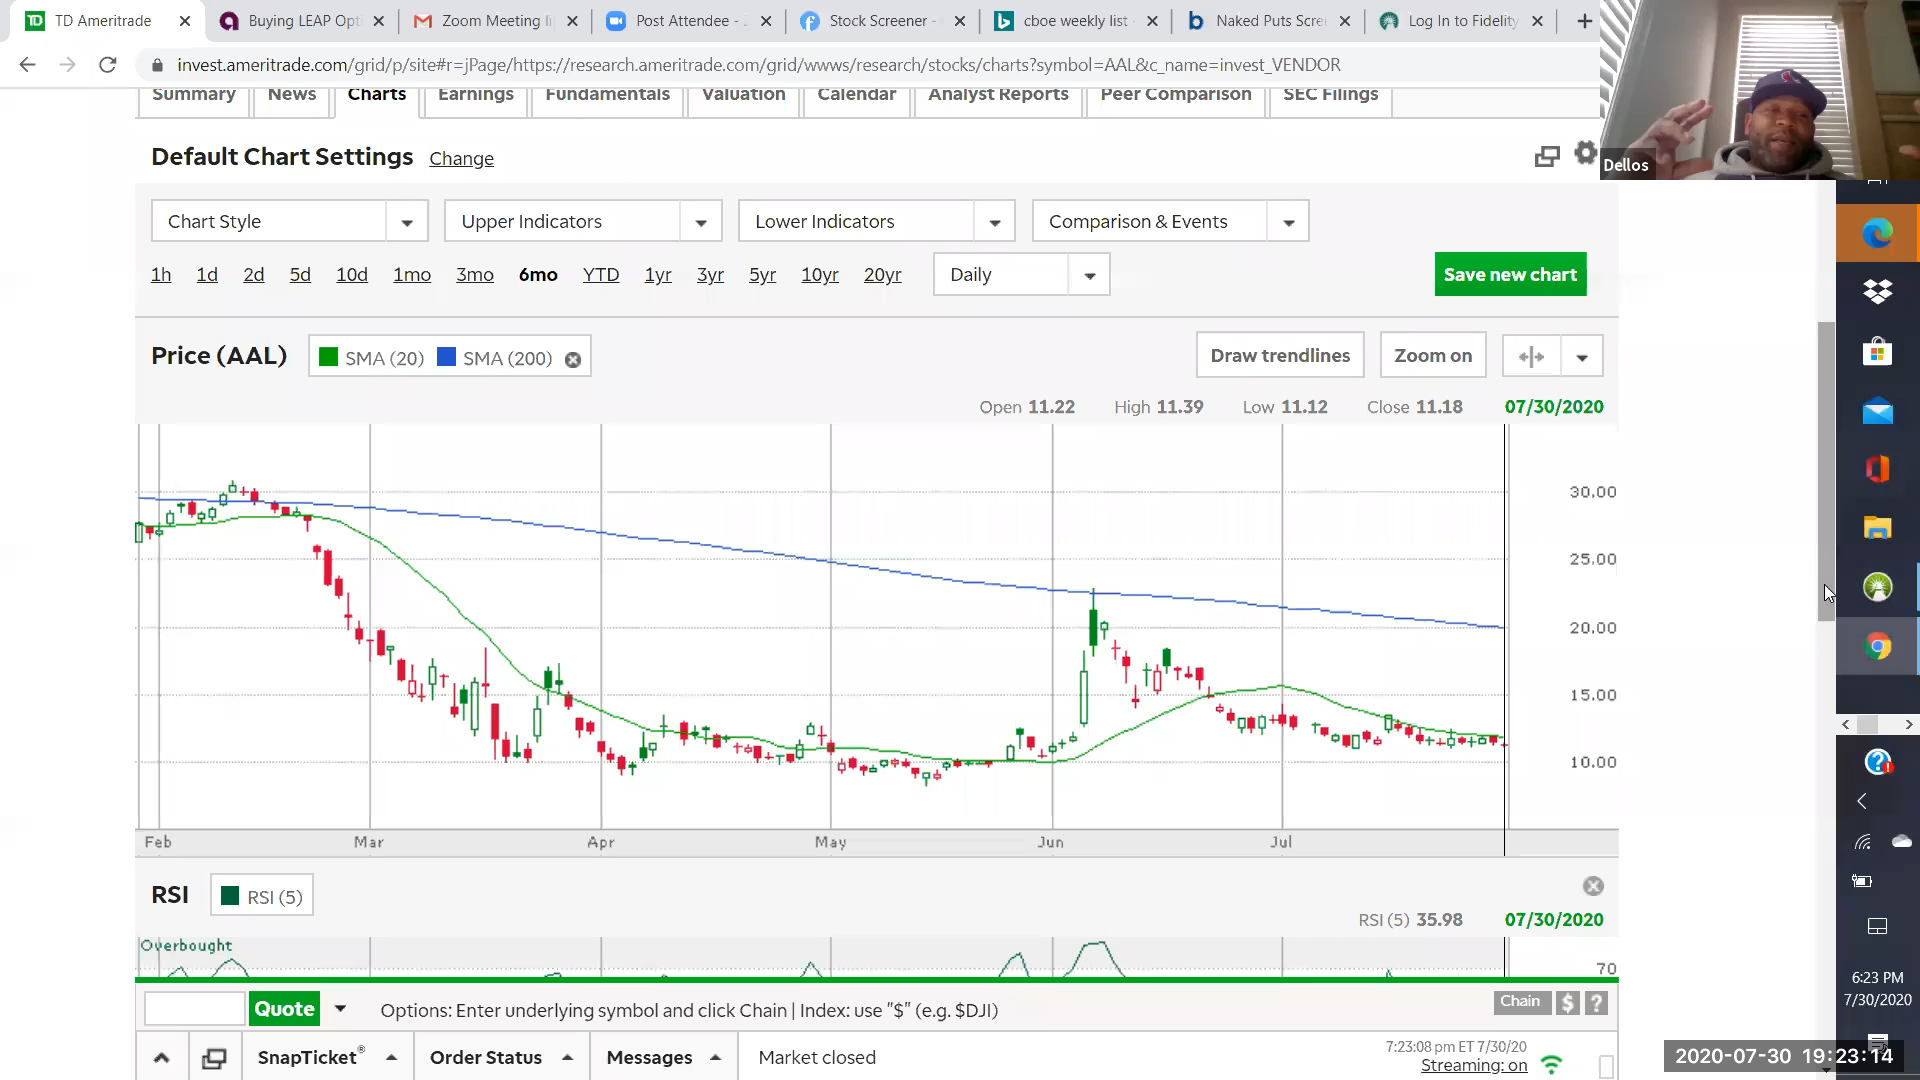 TD Ameritrade
Buying LEAP Opt
Zoom Meeting li
Post Attendee -
Stock Screener -
cboe weekly list
Naked Puts Scre
Log In to Fidelity
invest.ameritrade.com/grid/p/site#r=jPage/https://research.ameritrade.com/grid/wwws/research/stocks/charts?symbol=AAL&c_name=invest_VENDOR
Summary
News
Charts
Earnings
Fundamentals
Valuation
Calendar
Analyst Reports
Peer Comparison
SEC Filings
Dellos
Default Chart Settings Change
Chart Style
Upper Indicators
Lower Indicators
Comparison & Events
1h 1d 2d 5d 10d 1mo 3mo 6mo YTD 1yr 3yr 5yr 10yr 20yr
Daily
Save new chart
Price (AAL)
SMA (20) SMA (200)
Draw trendlines
Zoom on
Open 11.22 High 11.39 Low 11.12 Close 11.18 07/30/2020
30.00
25.00
20.00
15.00
10.00
Feb Mar Apr May Jun Jul
RSI
RSI (5)
RSI (5) 35.98 07/30/2020
Overbought
70
Quote
Options: Enter underlying symbol and click Chain | Index: use "$" (e.g. $DJI)
Chain $ ?
SnapTicket®
Order Status
Messages
Market closed
7:23:08 pm ET 7/30/20
Streaming: on
6:23 PM
7/30/2020
2020-07-30 19:23:14